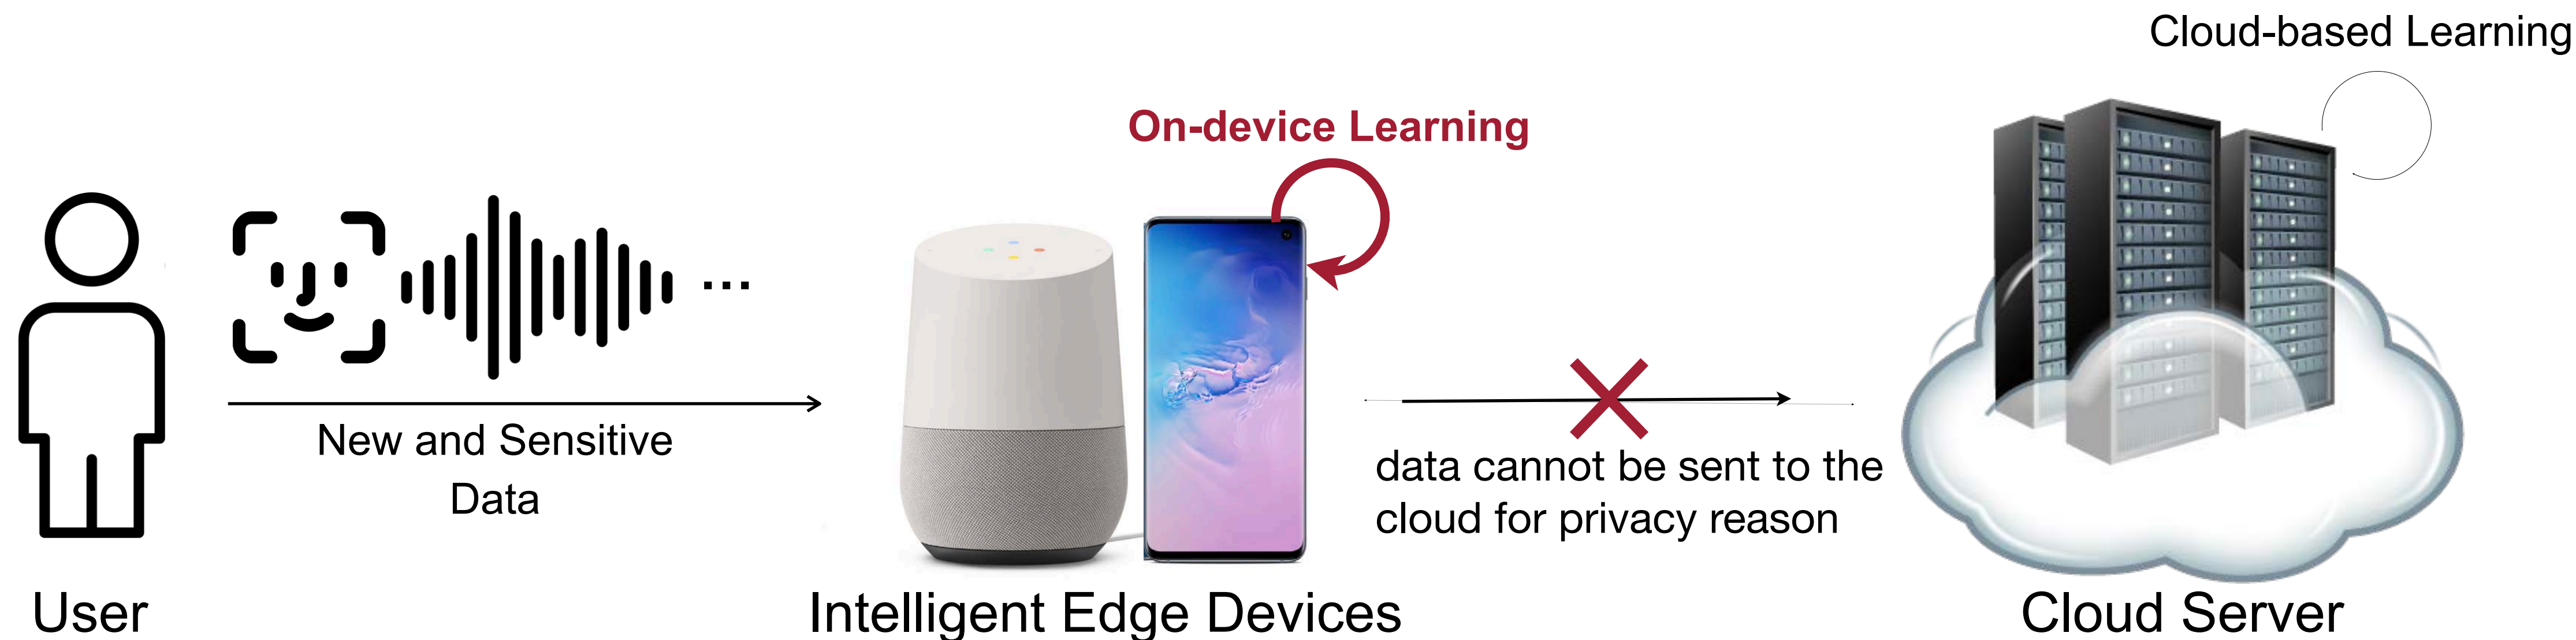 Cloud-based Learning
On-device Learning
...
New and Sensitive
Data
data cannot be sent to the
cloud for privacy reason
User
Intelligent Edge Devices
Cloud Server